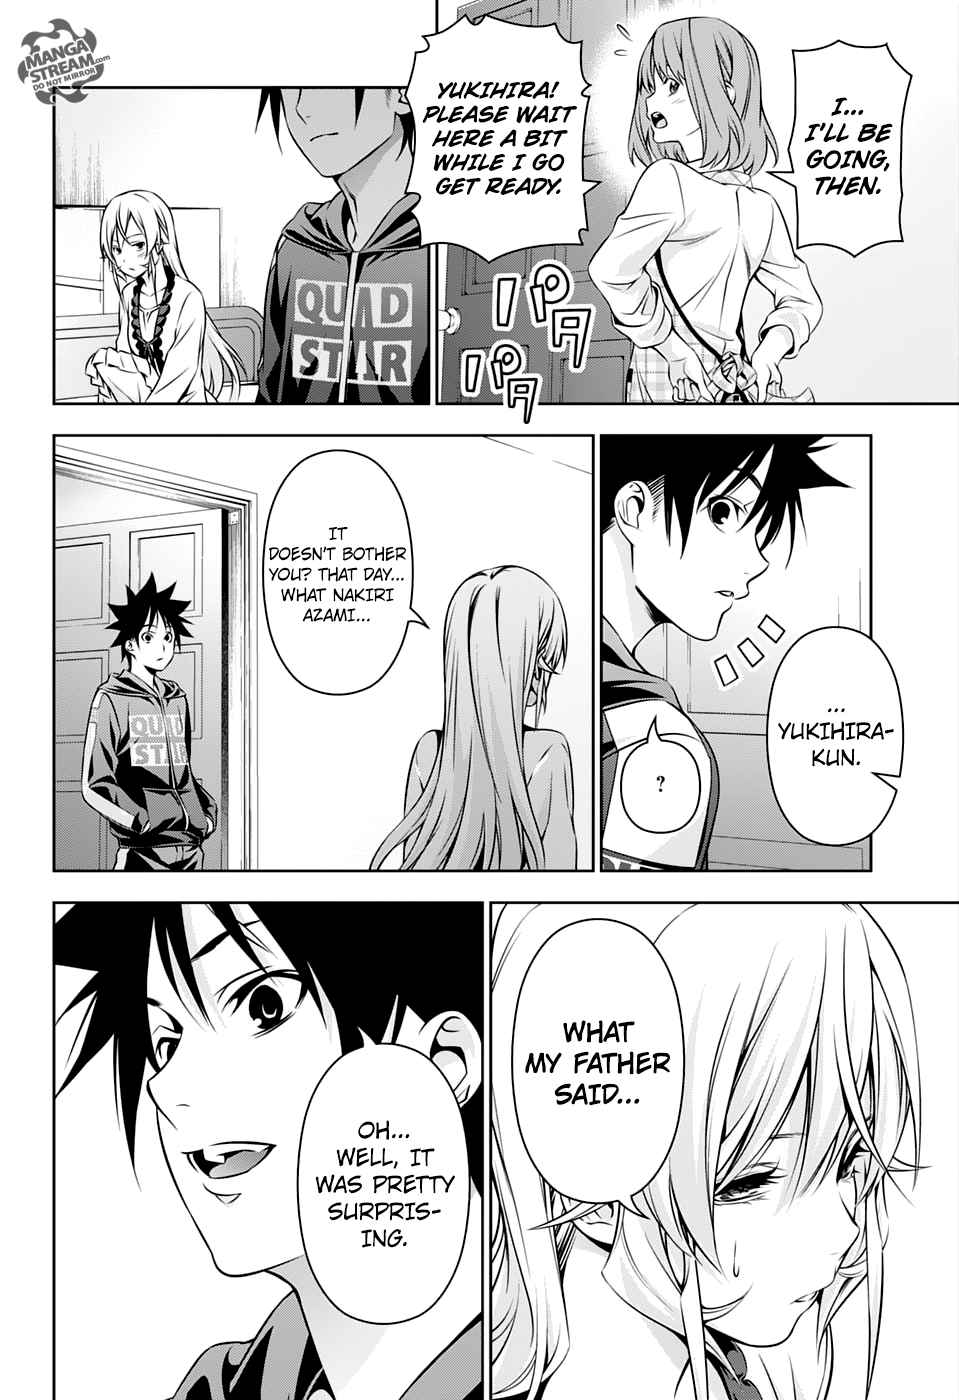 MANGA
STREAM.com
DO NOT MIRROR
I...
I'LL BE
GOING,
THEN.
YUKIHIRA!
PLEASE WAIT
HERE A BIT
WHILE I GO
GET READY.
パタ
パタ
QUAD
STAR
...
YUKIHIRA-
KUN.
?
IT
DOESN'T BOTHER
YOU? THAT DAY...
WHAT NAKIRI
AZAMI...
QUAD
STAR
WHAT
MY FATHER
SAID...
OH...
WELL, IT
WAS PRETTY
SURPRIS-
ING.